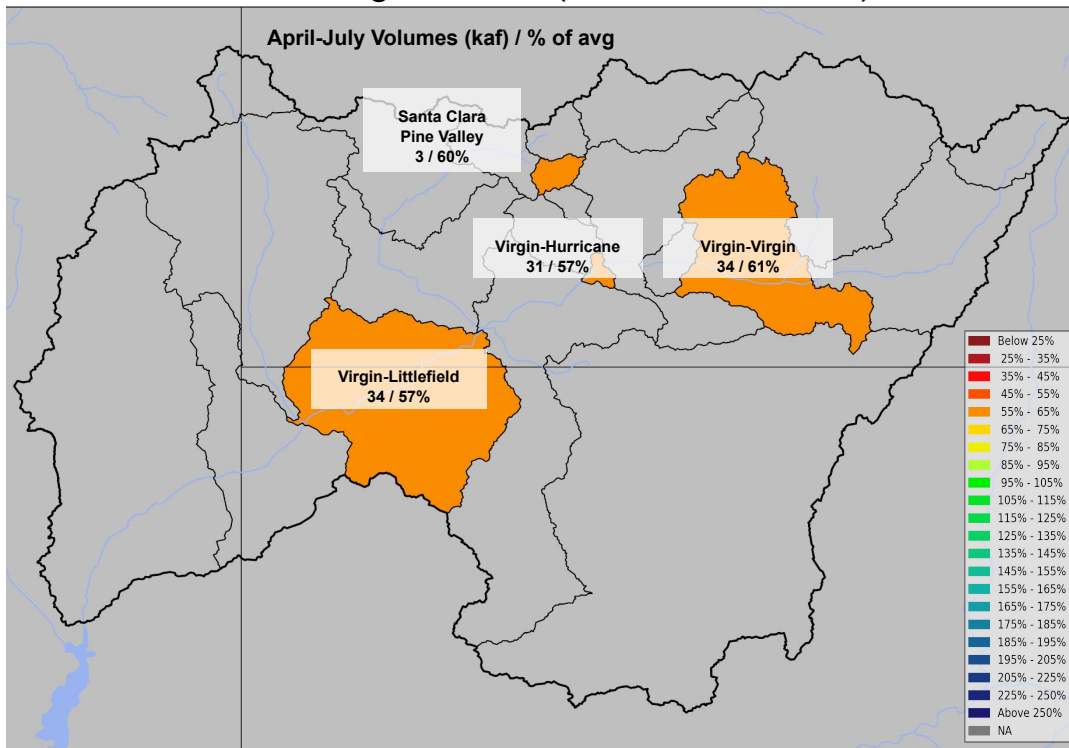 April-July Volumes (kaf) / % of avg
Santa Clara
Pine Valley
3 / 60%
Virgin-Hurricane
31 / 57%
Virgin-Virgin
34 / 61%
Virgin-Littlefield
34 / 57%
Below 25%
25% - 35%
35% - 45%
45% - 55%
55% - 65%
65% - 75%
75% - 85%
85% - 95%
95% - 105%
105% - 115%
115% - 125%
125% - 135%
135% - 145%
145% - 155%
155% - 165%
165% - 175%
175% - 185%
185% - 195%
195% - 205%
205% - 225%
225% - 250%
Above 250%
NA